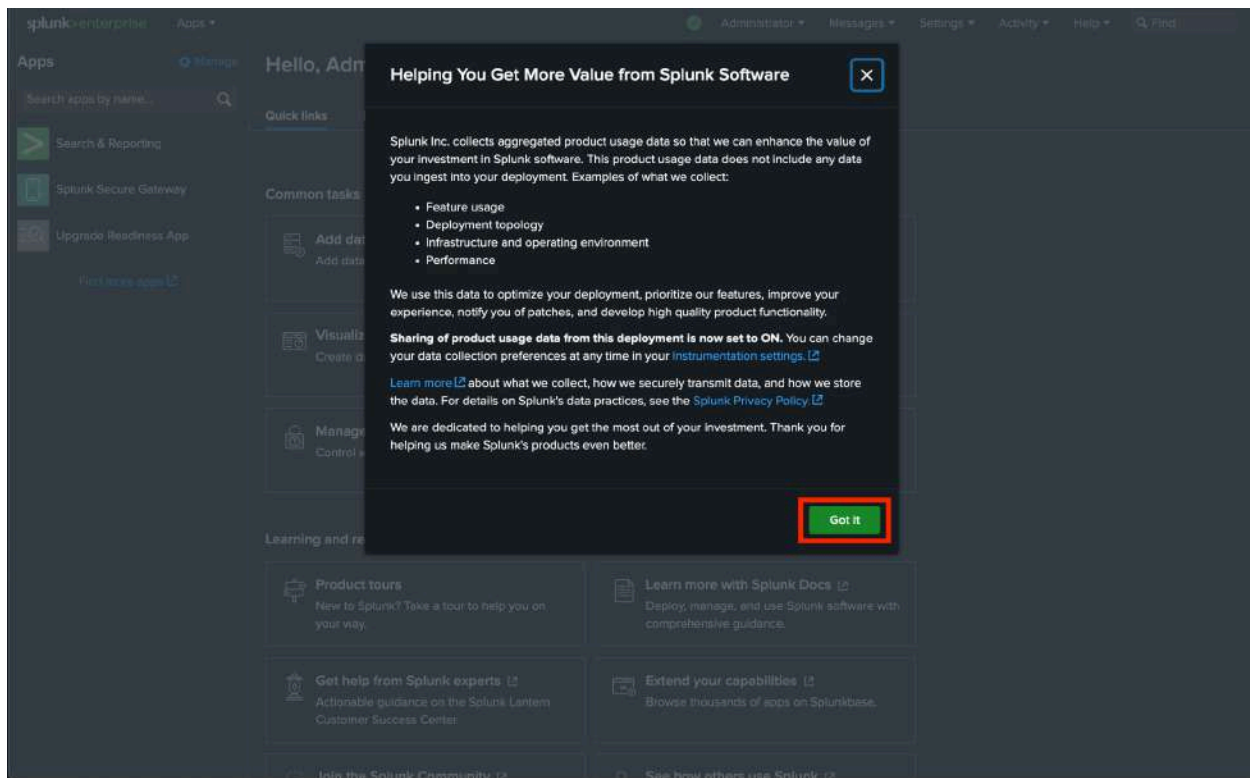 splunk>enterprise Apps
Administrator Messages Settings Activity Help Find
Apps Manage
Search apps by name...
Search & Reporting
Splunk Secure Gateway
Upgrade Readiness App
Find more apps
Hello, Adm
Quick links
Common tasks
Add dat
Add data
Visualiz
Create d
Manage
Control
Helping You Get More Value from Splunk Software
Splunk Inc. collects aggregated product usage data so that we can enhance the value of
your investment in Splunk software. This product usage data does not include any data
you ingest into your deployment. Examples of what we collect:
• Feature usage
• Deployment topology
• Infrastructure and operating environment
• Performance
We use this data to optimize your deployment, prioritize our features, improve your
experience, notify you of patches, and develop high quality product functionality.
Sharing of product usage data from this deployment is now set to ON. You can change
your data collection preferences at any time in your Instrumentation settings.
Learn more about what we collect, how we securely transmit data, and how we store
the data. For details on Splunk's data practices, see the Splunk Privacy Policy.
We are dedicated to helping you get the most out of your investment. Thank you for
helping us make Splunk's products even better.
Got it
Learning and re
Product tours
New to Splunk? Take a tour to help you on
your way.
Learn more with Splunk Docs
Deploy, manage, and use Splunk software with
comprehensive guidance.
Get help from Splunk experts
Actionable guidance on the Splunk Lantern
Customer Success Center.
Extend your capabilities
Browse thousands of apps on Splunkbase.
Join the Splunk Community
See how others use Splunk